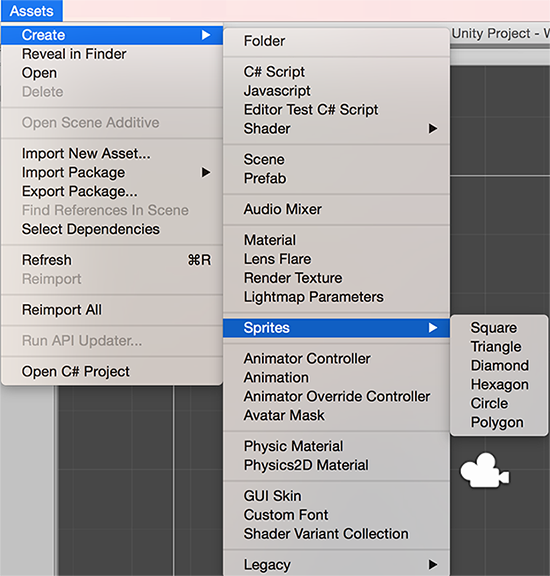 Assets
Create
Reveal in Finder
Open
Delete
Open Scene Additive
Import New Asset...
Import Package
Export Package...
Find References In Scene
Select Dependencies
Refresh ⌘R
Reimport
Reimport All
Run API Updater...
Open C# Project
Folder
C# Script
Javascript
Editor Test C# Script
Shader
Scene
Prefab
Audio Mixer
Material
Lens Flare
Render Texture
Lightmap Parameters
Sprites
Animator Controller
Animation
Animator Override Controller
Avatar Mask
Physic Material
Physics2D Material
GUI Skin
Custom Font
Shader Variant Collection
Legacy
Square
Triangle
Diamond
Hexagon
Circle
Polygon
Unity Project - W